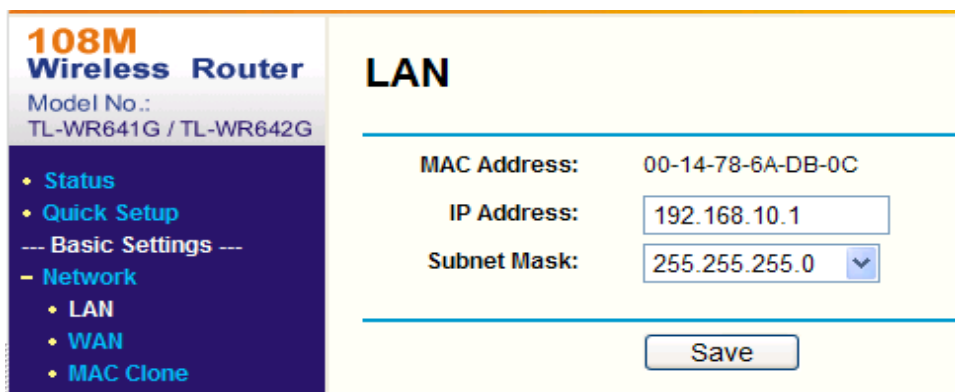 108M
Wireless Router
Model No.:
TL-WR641G / TL-WR642G
• Status
• Quick Setup
--- Basic Settings ---
– Network
• LAN
• WAN
• MAC Clone
LAN
MAC Address: 00-14-78-6A-DB-0C
IP Address: 192.168.10.1
Subnet Mask: 255.255.255.0
Save